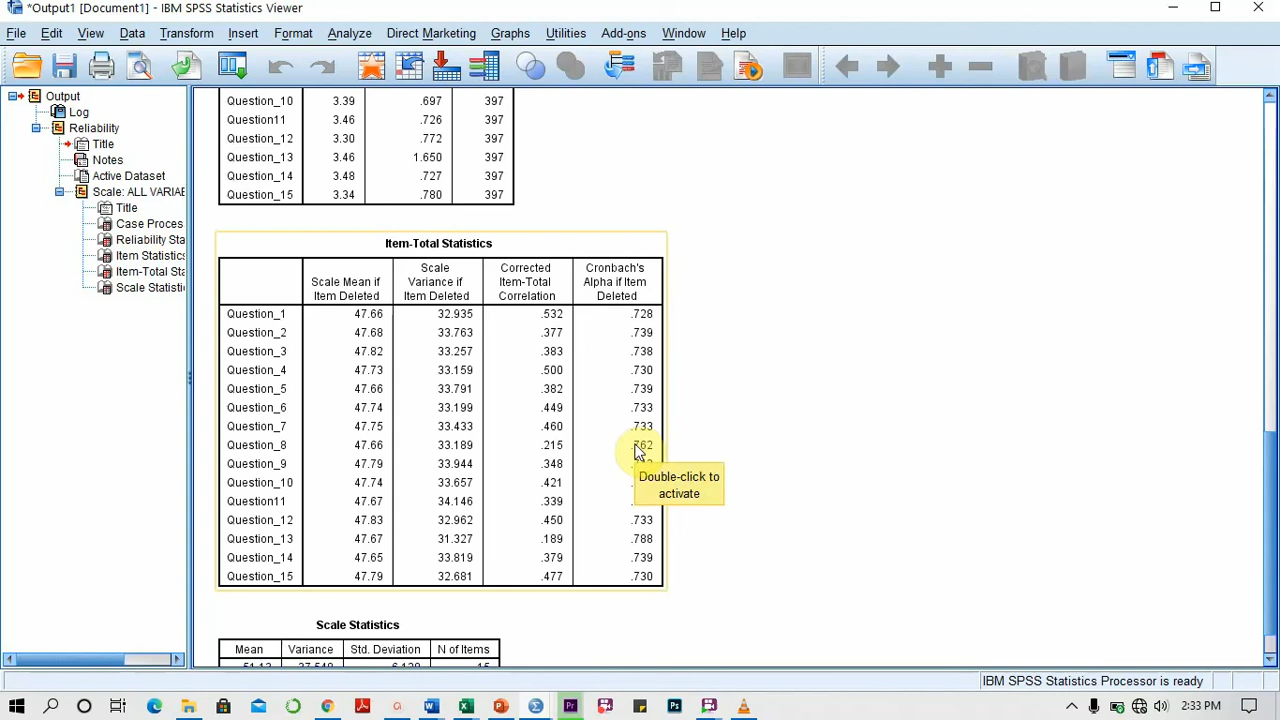 *Output1 [Document1] - IBM SPSS Statistics Viewer
File Edit View Data Transform Insert Format Analyze Direct Marketing Graphs Utilities Add-ons Window Help
Output
Log
Reliability
Title
Notes
Active Dataset
Scale: ALL VARIAB
Title
Case Proces
Reliability Sta
Item Statistics
Item-Total Sta
Scale Statistic
Question_10 3.39 .697 397
Question11 3.46 .726 397
Question_12 3.30 .772 397
Question_13 3.46 1.650 397
Question_14 3.48 .727 397
Question_15 3.34 .780 397
Item-Total Statistics
Scale Mean if Item Deleted
Scale Variance if Item Deleted
Corrected Item-Total Correlation
Cronbach's Alpha if Item Deleted
Question_1 47.66 32.935 .532 .728
Question_2 47.68 33.763 .377 .739
Question_3 47.82 33.257 .383 .738
Question_4 47.73 33.159 .500 .730
Question_5 47.66 33.791 .382 .739
Question_6 47.74 33.199 .449 .733
Question_7 47.75 33.433 .460 .733
Question_8 47.66 33.189 .215 .762
Question_9 47.79 33.944 .348
Question_10 47.74 33.657 .421
Question11 47.67 34.146 .339
Question_12 47.83 32.962 .450 .733
Question_13 47.67 31.327 .189 .788
Question_14 47.65 33.819 .379 .739
Question_15 47.79 32.681 .477 .730
Double-click to
activate
Scale Statistics
Mean Variance Std. Deviation N of Items
51.13 37.548 6.128 15
IBM SPSS Statistics Processor is ready
2:33 PM